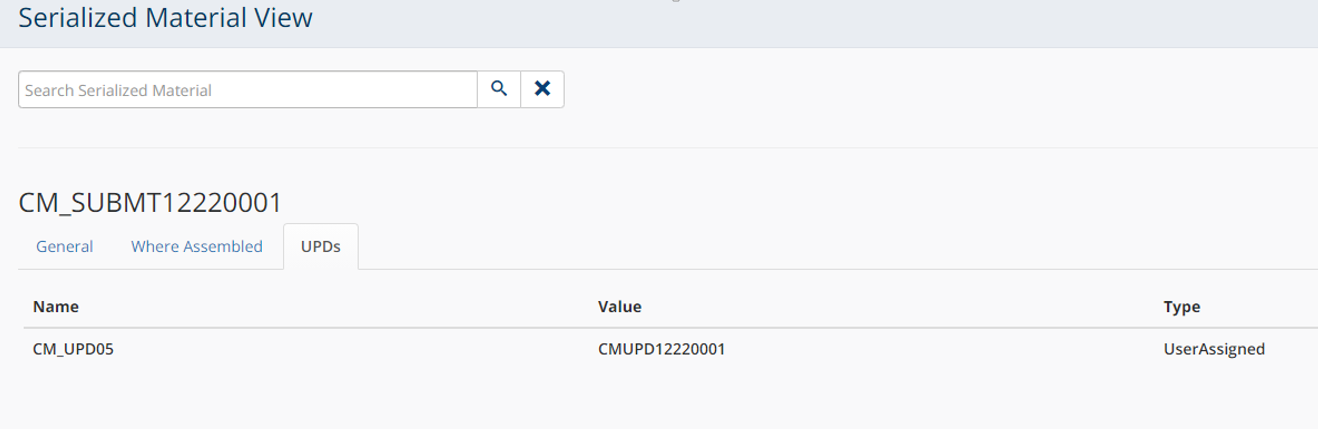 Serialized Material View
Search Serialized Material
CM_SUBMT12220001
General Where Assembled UPDs
Name Value Type
CM_UPD05 CMUPD12220001 UserAssigned